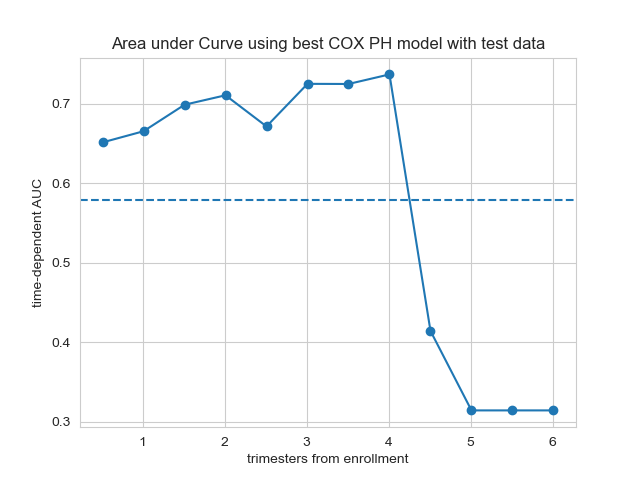 Area under Curve using best COX PH model with test data
time-dependent AUC
0.7
0.6
0.5
0.4
0.3
1 2 3 4 5 6
trimesters from enrollment